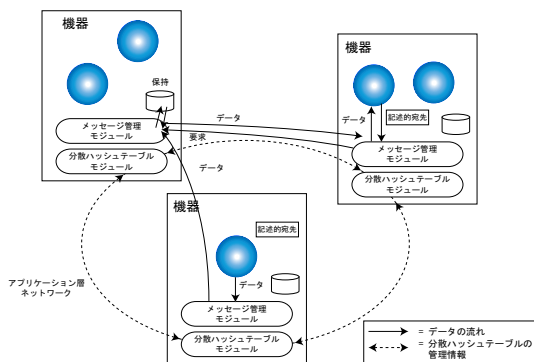 機器
保持
メッセージ管理
モジュール
分散ハッシュテーブル
モジュール
データ
要求
データ
機器
データ
記述的宛先
メッセージ管理
モジュール
分散ハッシュテーブル
モジュール
機器
記述的宛先
データ
メッセージ管理
モジュール
分散ハッシュテーブル
モジュール
アプリケーション層
ネットワーク
= データの流れ
= 分散ハッシュテーブルの
管理情報